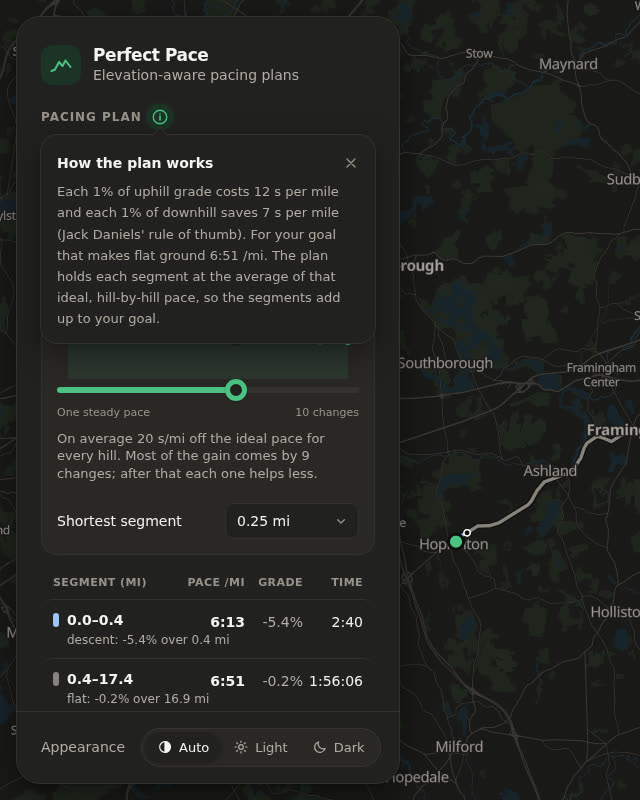 Perfect Pace
Elevation-aware pacing plans
PACING PLAN
How the plan works
Each 1% of uphill grade costs 12 s per mile
and each 1% of downhill saves 7 s per mile
(Jack Daniels' rule of thumb). For your goal
that makes flat ground 6:51 /mi. The plan
holds each segment at the average of that
ideal, hill-by-hill pace, so the segments add
up to your goal.
One steady pace 10 changes
On average 20 s/mi off the ideal pace for
every hill. Most of the gain comes by 9
changes; after that each one helps less.
Shortest segment 0.25 mi
SEGMENT (MI) PACE /MI GRADE TIME
0.0–0.4 6:13 -5.4% 2:40
descent: -5.4% over 0.4 mi
0.4–17.4 6:51 -0.2% 1:56:06
flat: -0.2% over 16.9 mi
Appearance Auto Light Dark
Stow
Maynard
Sudb
rough
Southborough
Framingham
Center
Framing
Ashland
Hop ton
Hollisto
Milford
opedale